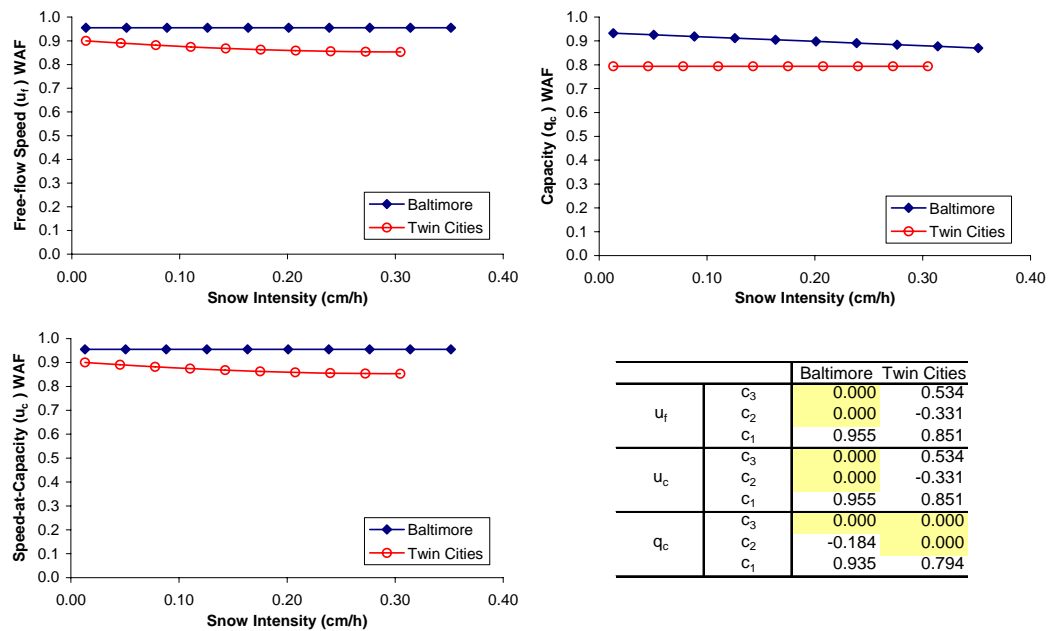 Free-flow Speed (uf ) WAF
1.0
0.9
0.8
0.7
0.6
0.5
0.4
0.3
0.2
0.1
0.0
0.00 0.10 0.20 0.30 0.40
Snow Intensity (cm/h)
Baltimore
Twin Cities
Capacity (qc ) WAF
1.0
0.9
0.8
0.7
0.6
0.5
0.4
0.3
0.2
0.1
0.0
0.00 0.10 0.20 0.30 0.40
Snow Intensity (cm/h)
Baltimore
Twin Cities
Speed-at-Capacity (uc ) WAF
1.0
0.9
0.8
0.7
0.6
0.5
0.4
0.3
0.2
0.1
0.0
0.00 0.10 0.20 0.30 0.40
Snow Intensity (cm/h)
Baltimore
Twin Cities
Baltimore Twin Cities
uf c3 0.000 0.534
c2 0.000 -0.331
c1 0.955 0.851
uc c3 0.000 0.534
c2 0.000 -0.331
c1 0.955 0.851
qc c3 0.000 0.000
c2 -0.184 0.000
c1 0.935 0.794